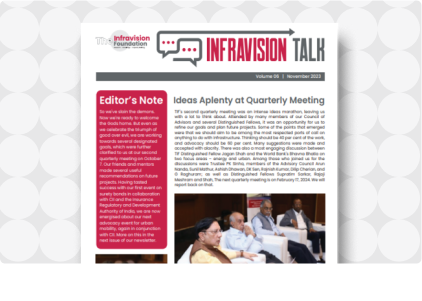 The Infravision
Foundation
INFRAVISION TALK
Volume 05 | November 2023
Editor's Note
So we've slain the demons.
Now we're ready to welcome
the Gods home. But even as
we celebrate the triumph of
good over evil, we are working
towards several designated
goals, which were further
clarified to us at our second
quarterly meeting on October
7. Our friends and mentors
made several useful
recommendations on future
projects. Having tasted
success with our first event on
surety bonds in collaboration
with CII and the Insurance
Regulatory and Development
Authority of India, we are now
energised about our next
advocacy event for urban
mobility, again in conjunction
with CII. More on this in the
next issue of our newsletter.
Ideas Aplenty at Quarterly Meeting
TIF's second quarterly meeting was an intense ideas marathon, leaving us
with a lot to think about. Attended by many members of our Council of
Advisors and several Distinguished Fellows, it was an opportunity for us to
refine our goals and plan future projects. Some of the points that emerged
were that we should aim to be among the most respected ports of call on
anything to do with infrastructure. Thinking should be 40 per cent of the work,
and advocacy should be 60 per cent. Many suggestions were made and
accepted with alacrity. There was also a most engaging discussion between
TIF Distinguished Fellow Jagan Shah and the World Bank's Bhavna Bhatia on
two focus areas – energy and urban. Among those who joined us for the
discussions were Trustee PK Sinha, members of the Advisory Council Arun
Nanda, Sunil Mathur, Ashish Dhawan, DK Sen, Rajnish Kumar, Dilip Cherian, and
G Raghuram, as well as Distinguished Fellows Supratim Sarkar, Rajaji
Meshram and Shah. The next quarterly meeting is on February 17, 2024. We will
report back on that.